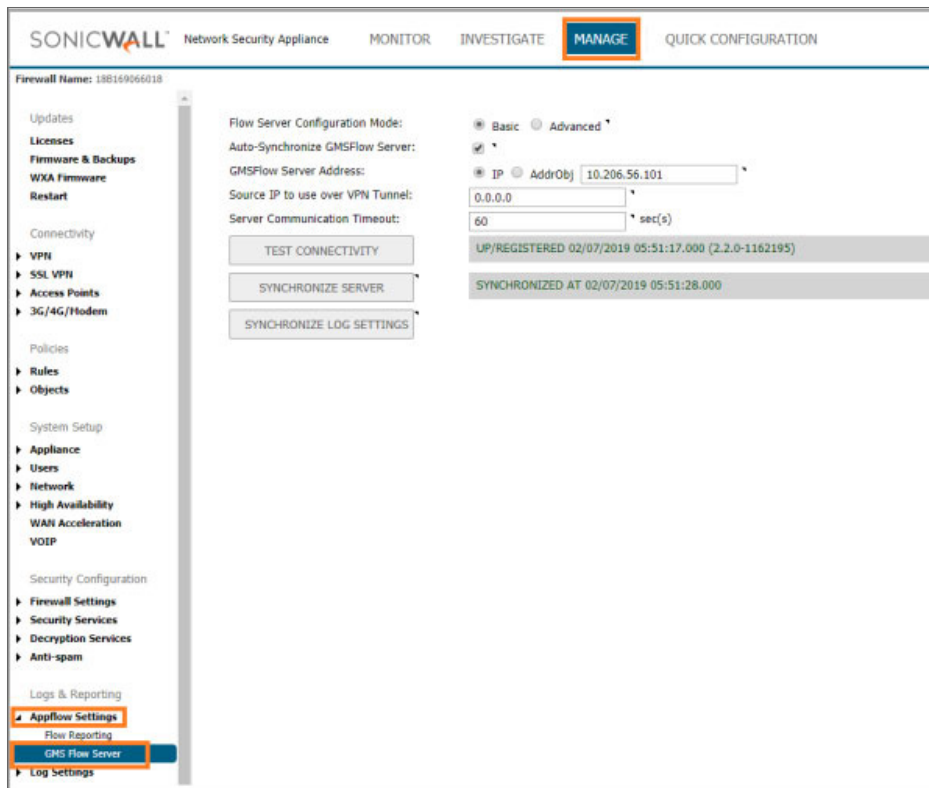 SONICWALL Network Security Appliance MONITOR INVESTIGATE MANAGE QUICK CONFIGURATION
Firewall Name: 18B169066018
Updates
Licenses
Firmware & Backups
WXA Firmware
Restart
Connectivity
VPN
SSL VPN
Access Points
3G/4G/Modem
Policies
Rules
Objects
System Setup
Appliance
Users
Network
High Availability
WAN Acceleration
VOIP
Security Configuration
Firewall Settings
Security Services
Decryption Services
Anti-spam
Logs & Reporting
Appflow Settings
Flow Reporting
GMS Flow Server
Log Settings
Flow Server Configuration Mode: Basic Advanced
Auto-Synchronize GMSFlow Server:
GMSFlow Server Address: IP AddrObj 10.206.56.101
Source IP to use over VPN Tunnel: 0.0.0.0
Server Communication Timeout: 60 sec(s)
TEST CONNECTIVITY UP/REGISTERED 02/07/2019 05:51:17.000 (2.2.0-1162195)
SYNCHRONIZE SERVER SYNCHRONIZED AT 02/07/2019 05:51:28.000
SYNCHRONIZE LOG SETTINGS